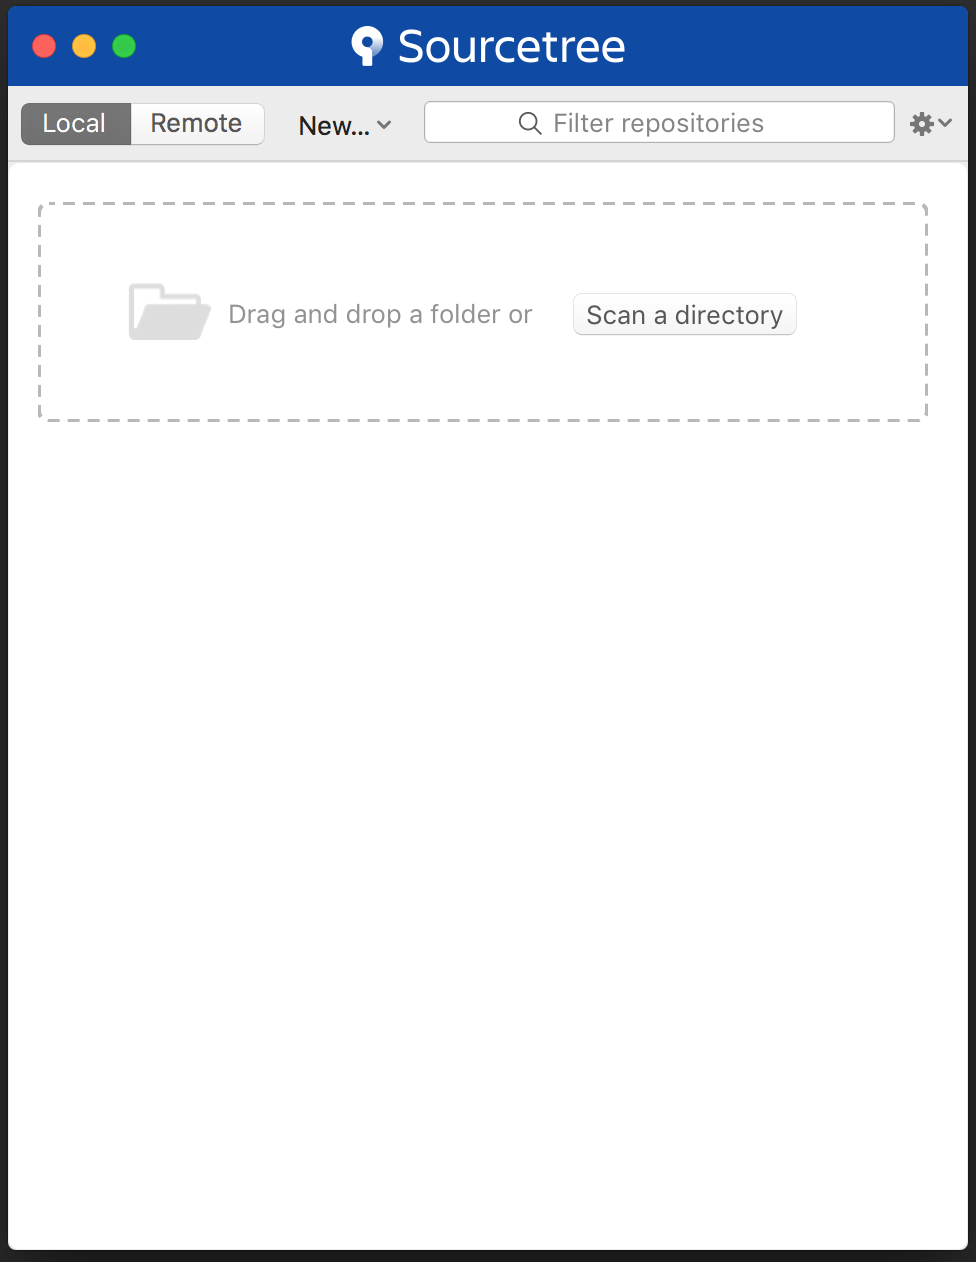 Sourcetree
Local Remote New... Filter repositories
Drag and drop a folder or Scan a directory